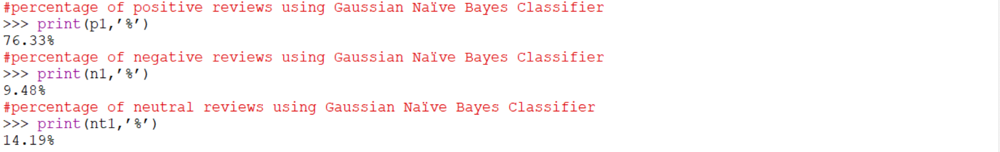 #percentage of positive reviews using Gaussian Naïve Bayes Classifier
>>> print(p1,’%’)
76.33%
#percentage of negative reviews using Gaussian Naïve Bayes Classifier
>>> print(n1,’%’)
9.48%
#percentage of neutral reviews using Gaussian Naïve Bayes Classifier
>>> print(nt1,’%’)
14.19%